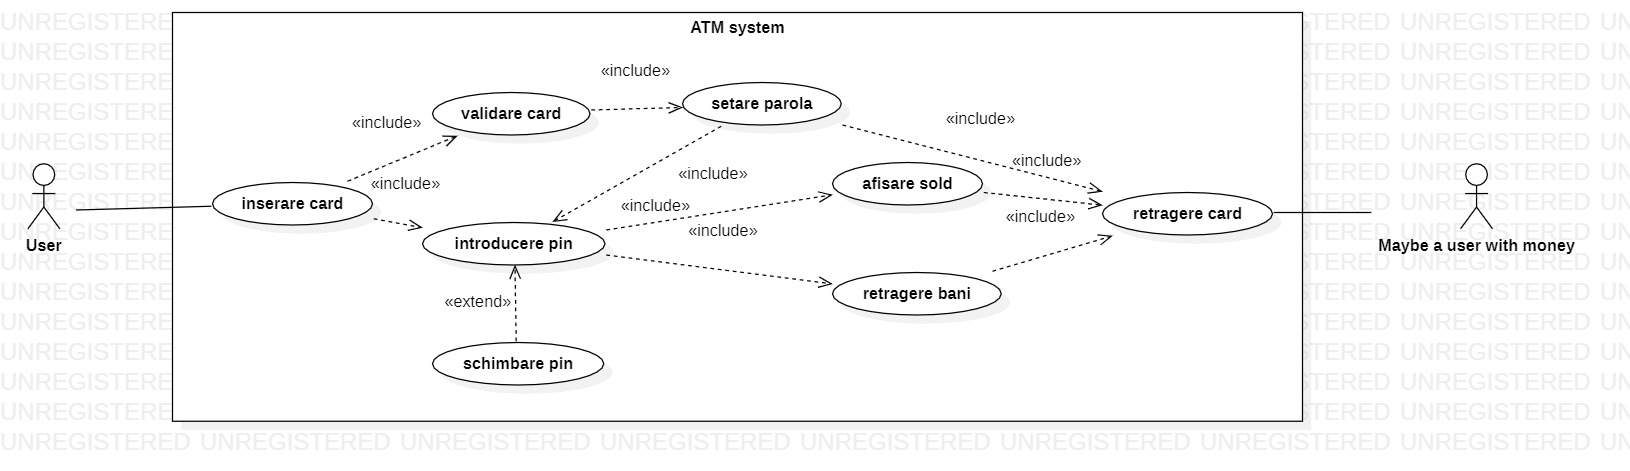 ATM system
«include»
validare card
setare parola
«include»
«include»
«include»
«include»
«include»
afisare sold
inserare card
«include»
retragere card
«include»
«include»
User
introducere pin
Maybe a user with money
retragere bani
«extend»
schimbare pin
UNREGISTERED UNREGISTERED UNREGISTERED UNREGISTERED UNREGISTERED UNREGISTERED UNREGISTERED UNREGISTERED UN